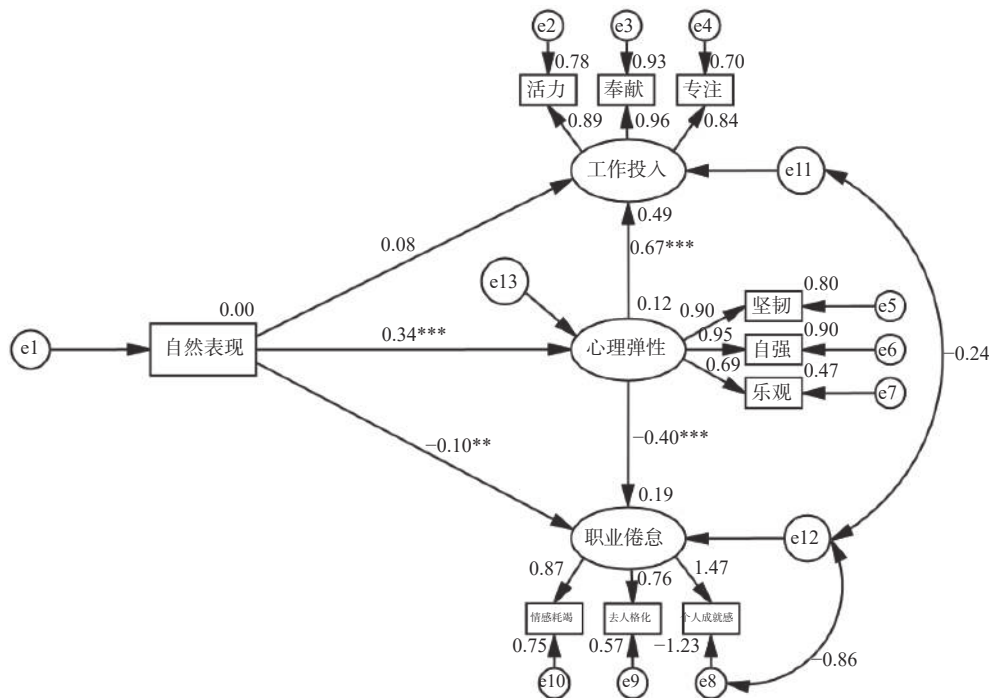 e2 e3 e4
0.78 0.93 0.70
活力 奉献 专注
0.89 0.96 0.84
工作投入 e11
0.49
0.08 0.67***
e13
0.00 0.12 0.90 坚韧 0.80 e5
e1 自然表现 0.34*** 心理弹性 0.95 自强 0.90 e6
−0.24
0.69 乐观 0.47 e7
−0.10** −0.40***
0.19
职业倦怠 e12
0.87 0.76 1.47
情感耗竭 去人格化 个人成就感
0.75 0.57 −1.23
−0.86
e10 e9 e8